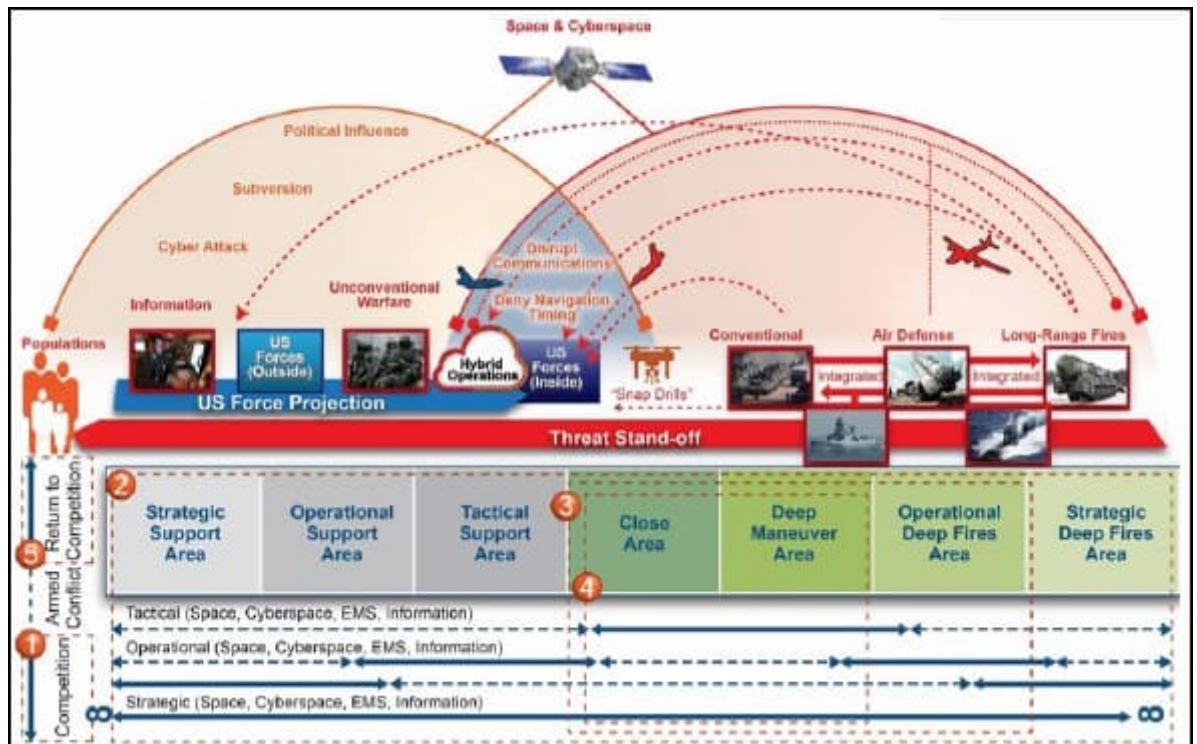 Space & Cyberspace
Political Influence
Subversion
Cyber Attack
Disrupt
Communications
Deny Navigation
Timing
Information
Unconventional
Warfare
Populations
US
Forces
(Outside)
Hybrid
Operations
US
Forces
(Inside)
"Snap Drills"
Conventional
Air Defense
Long-Range Fires
Integrated
Integrated
US Force Projection
Threat Stand-off
Return to
Competition
Armed
Conflict
Competition
1
2
3
4
5
Strategic
Support
Area
Operational
Support
Area
Tactical
Support
Area
Close
Area
Deep
Maneuver
Area
Operational
Deep Fires
Area
Strategic
Deep Fires
Area
Tactical (Space, Cyberspace, EMS, Information)
Operational (Space, Cyberspace, EMS, Information)
Strategic (Space, Cyberspace, EMS, Information)
∞
∞